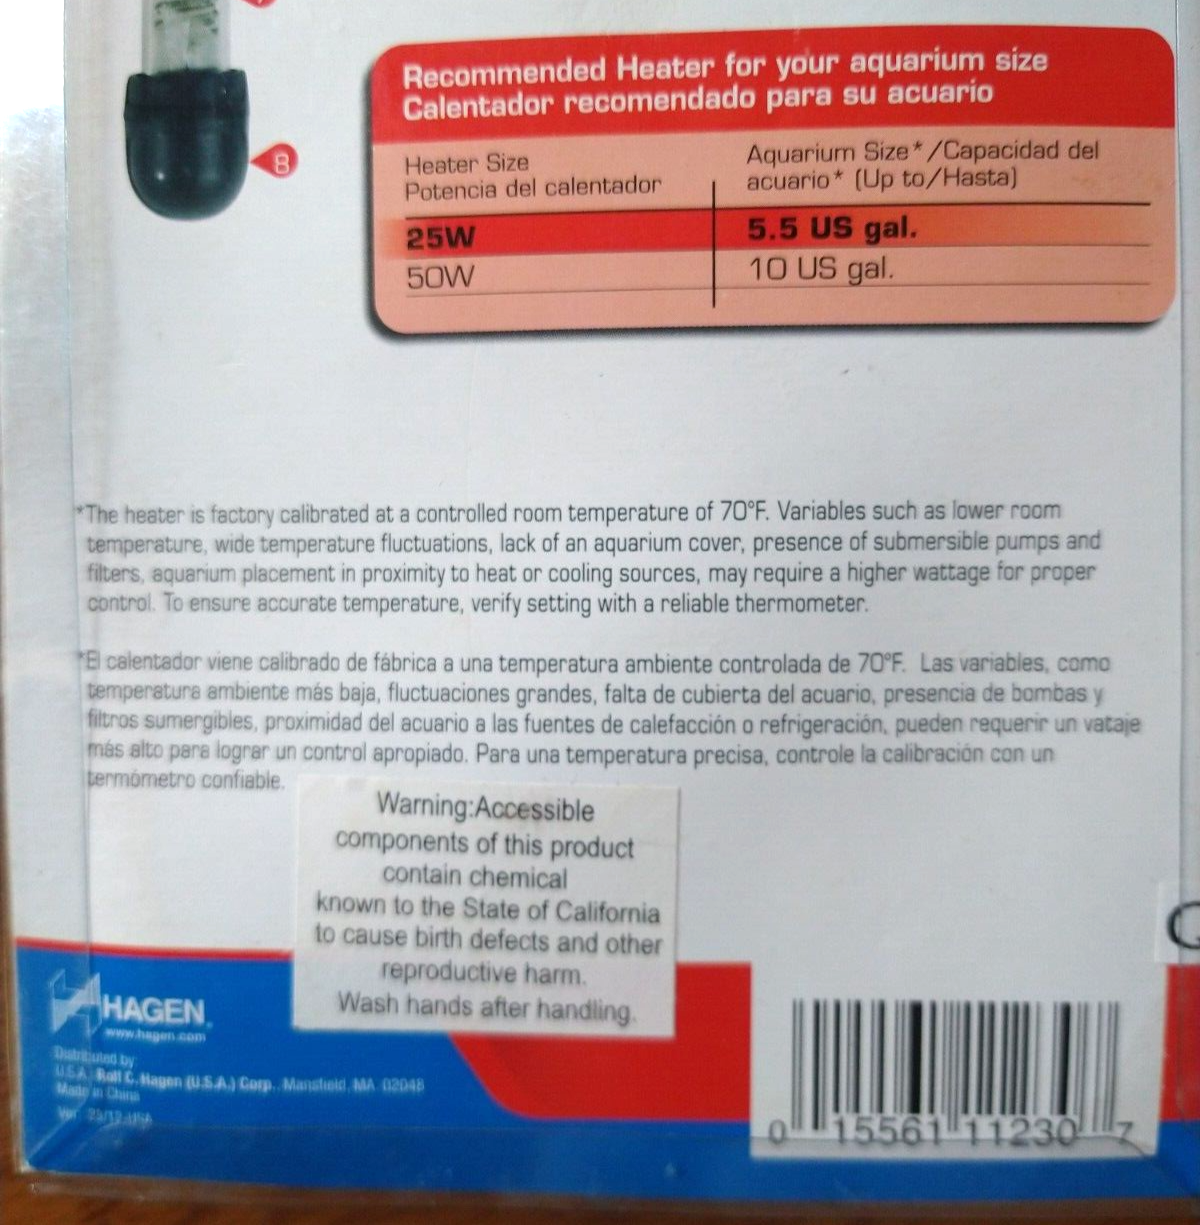 B
Recommended Heater for your aquarium size
Calentador recomendado para su acuario
Heater Size
Potencia del calentador
Aquarium Size*/Capacidad del
acuario* (Up to/Hasta)
25W
5.5 US gal.
50W
10 US gal.
*The heater is factory calibrated at a controlled room temperature of 70°F. Variables such as lower room
temperature, wide temperature fluctuations, lack of an aquarium cover, presence of submersible pumps and
filters, aquarium placement in proximity to heat or cooling sources, may require a higher wattage for proper
control. To ensure accurate temperature, verify setting with a reliable thermometer.
*El calentador viene calibrado de fábrica a una temperatura ambiente controlada de 70°F. Las variables, como
temperatura ambiente más baja, fluctuaciones grandes, falta de cubierta del acuario, presencia de bombas y
filtros sumergibles, proximidad del acuario a las fuentes de calefacción o refrigeración, pueden requerir un vataje
más alto para lograr un control apropiado. Para una temperatura precisa, controle la calibración con un
termómetro confiable.
Warning:Accessible
components of this product
contain chemical
known to the State of California
to cause birth defects and other
reproductive harm.
Wash hands after handling.
HAGEN
www.hagen.com
Distributed by:
U.S.A. Rolf C. Hagen (U.S.A.) Corp., Mansfield, MA 02048
Made in China
0 15561 11230 7